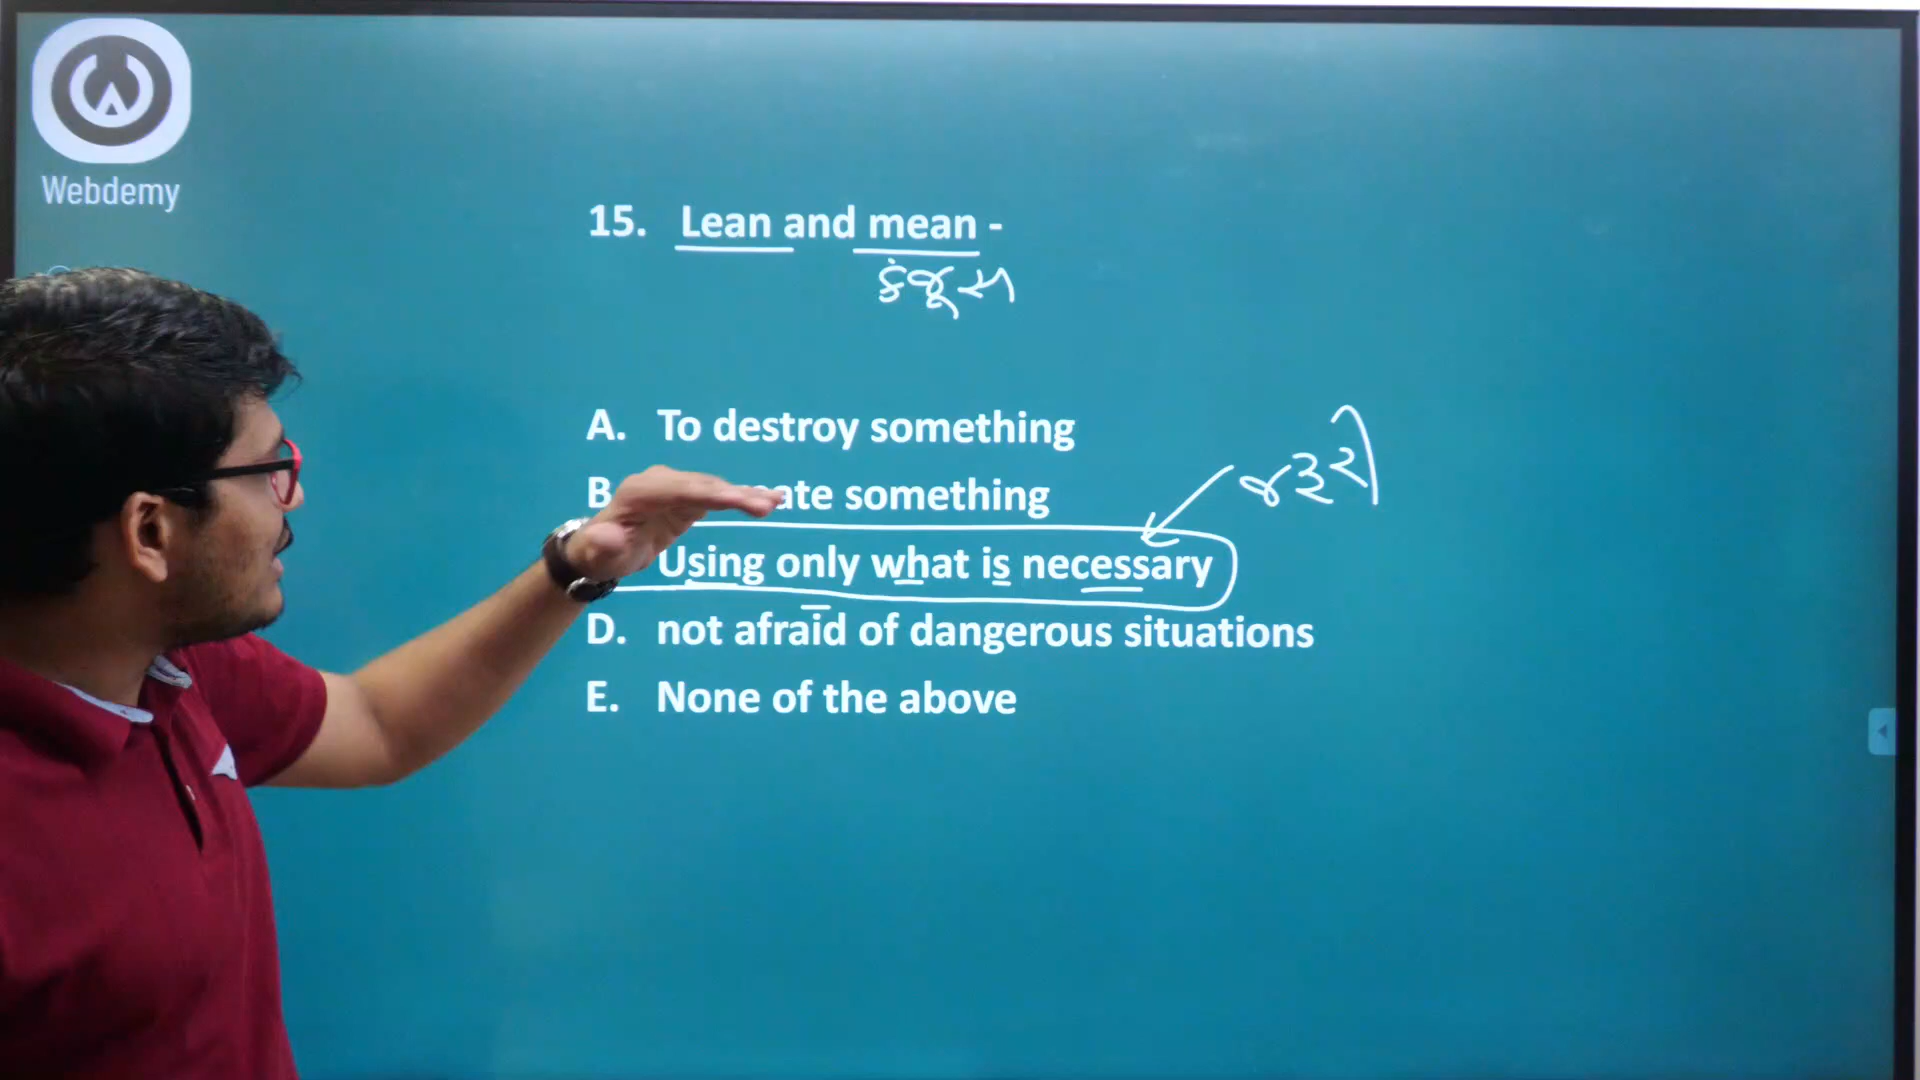 Webdemy
15. Lean and mean -
કંજૂસ
A. To destroy something
B ate something
Using only what is necessary
જરૂરી
D. not afraid of dangerous situations
E. None of the above